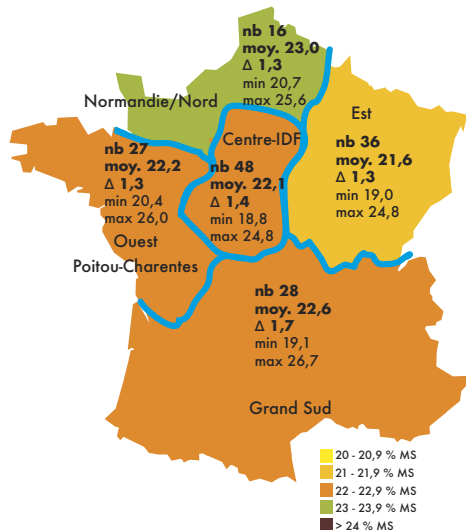 nb 16
moy. 23,0
Δ 1,3
min 20,7
max 25,6
Normandie/Nord
Est
nb 36
moy. 21,6
Δ 1,3
min 19,0
max 24,8
Centre-IDF
nb 48
moy. 22,1
Δ 1,4
min 18,8
max 24,8
nb 27
moy. 22,2
Δ 1,3
min 20,4
max 26,0
Ouest
Poitou-Charentes
nb 28
moy. 22,6
Δ 1,7
min 19,1
max 26,7
Grand Sud
20 - 20,9 % MS
21 - 21,9 % MS
22 - 22,9 % MS
23 - 23,9 % MS
> 24 % MS